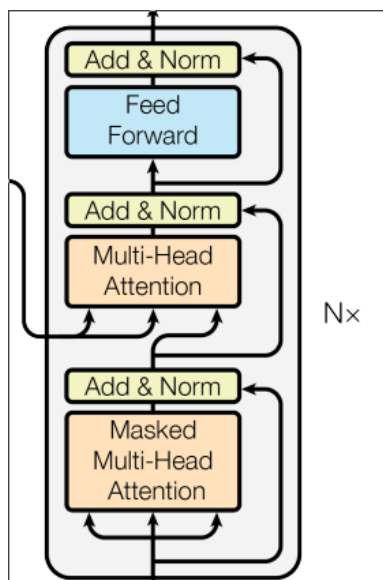 Add & Norm
Feed
Forward
Add & Norm
Multi-Head
Attention
N×
Add & Norm
Masked
Multi-Head
Attention